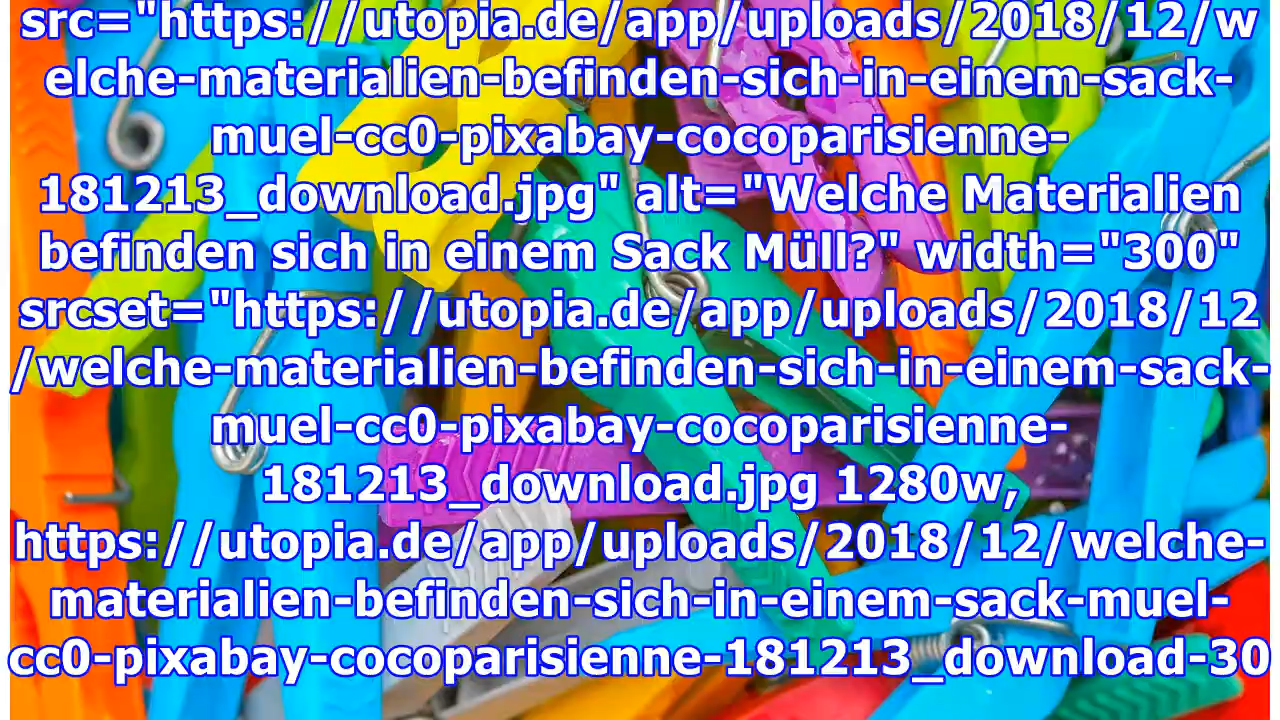 src="https://utopia.de/app/uploads/2018/12/w
elche-materialien-befinden-sich-in-einem-sack-
muel-cc0-pixabay-cocoparisienne-
181213_download.jpg" alt="Welche Materialien
befinden sich in einem Sack Müll?" width="300"
srcset="https://utopia.de/app/uploads/2018/12
/welche-materialien-befinden-sich-in-einem-sack-
muel-cc0-pixabay-cocoparisienne-
181213_download.jpg 1280w,
https://utopia.de/app/uploads/2018/12/welche-
materialien-befinden-sich-in-einem-sack-muel-
cc0-pixabay-cocoparisienne-181213_download-30